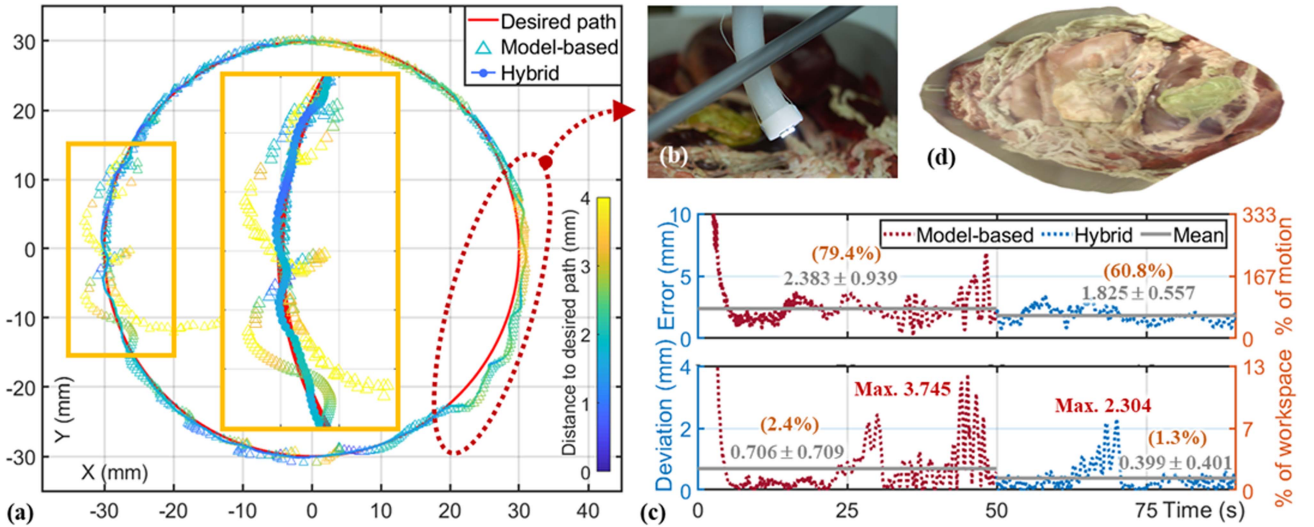 Desired path
Model-based
Hybrid
30
20
10
0
-10
-20
-30
Y (mm)
X (mm)
-30
-20
-10
0
10
20
30
40
Distance to desired path (mm)
4
3
2
1
0
(a)
(b)
(d)
Model-based
Hybrid
Mean
Error (mm)
10
5
0
(79.4%)
2.383 ± 0.939
(60.8%)
1.825 ± 0.557
333
167
0
% of motion
Deviation (mm)
4
2
0
(2.4%)
0.706 ± 0.709
Max. 3.745
Max. 2.304
(1.3%)
0.399 ± 0.401
13
7
0
% of workspace
0
25
50
75
Time (s)
(c)